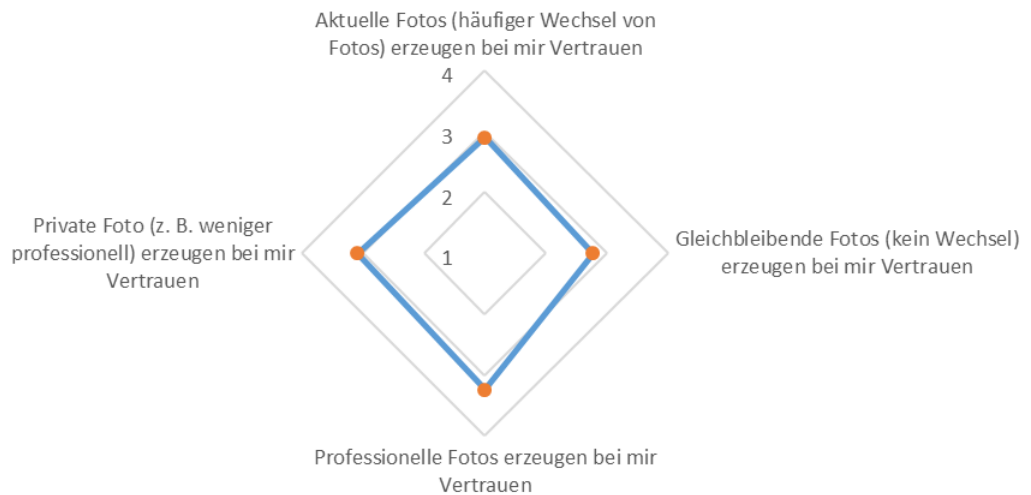 Aktuelle Fotos (häufiger Wechsel von
Fotos) erzeugen bei mir Vertrauen
4
3
2
1
Private Foto (z. B. weniger
professionell) erzeugen bei mir
Vertrauen
Gleichbleibende Fotos (kein Wechsel)
erzeugen bei mir Vertrauen
Professionelle Fotos erzeugen bei mir
Vertrauen